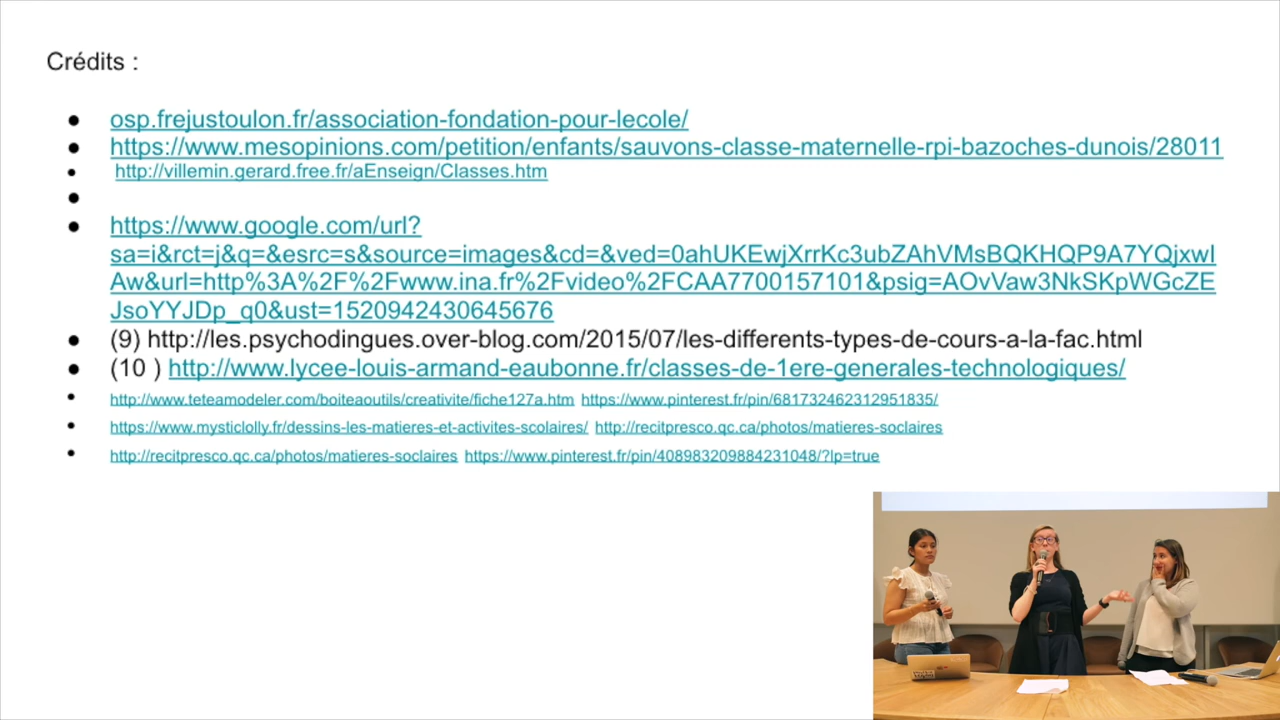 Crédits :
osp.frejustoulon.fr/association-fondation-pour-lecole/
https://www.mesopinions.com/petition/enfants/sauvons-classe-maternelle-rpi-bazoches-dunois/28011
http://villemin.gerard.free.fr/aEnseign/Classes.htm
https://www.google.com/url?
sa=i&rct=j&q=&esrc=s&source=images&cd=&ved=0ahUKEwjXrrKc3ubZAhVMsBQKHQP9A7YQjxwI
Aw&url=http%3A%2F%2Fwww.ina.fr%2Fvideo%2FCAA7700157101&psig=AOvVaw3NkSKpWGcZE
JsoYYJDp_q0&ust=1520942430645676
(9) http://les.psychodingues.over-blog.com/2015/07/les-differents-types-de-cours-a-la-fac.html
(10 ) http://www.lycee-louis-armand-eaubonne.fr/classes-de-1ere-generales-technologiques/
http://www.teteamodeler.com/boiteaoutils/creativite/fiche127a.htm https://www.pinterest.fr/pin/681732462312951835/
https://www.mysticlolly.fr/dessins-les-matieres-et-activites-scolaires/ http://recitpresco.qc.ca/photos/matieres-soclaires
http://recitpresco.qc.ca/photos/matieres-soclaires https://www.pinterest.fr/pin/408983209884231048/?lp=true